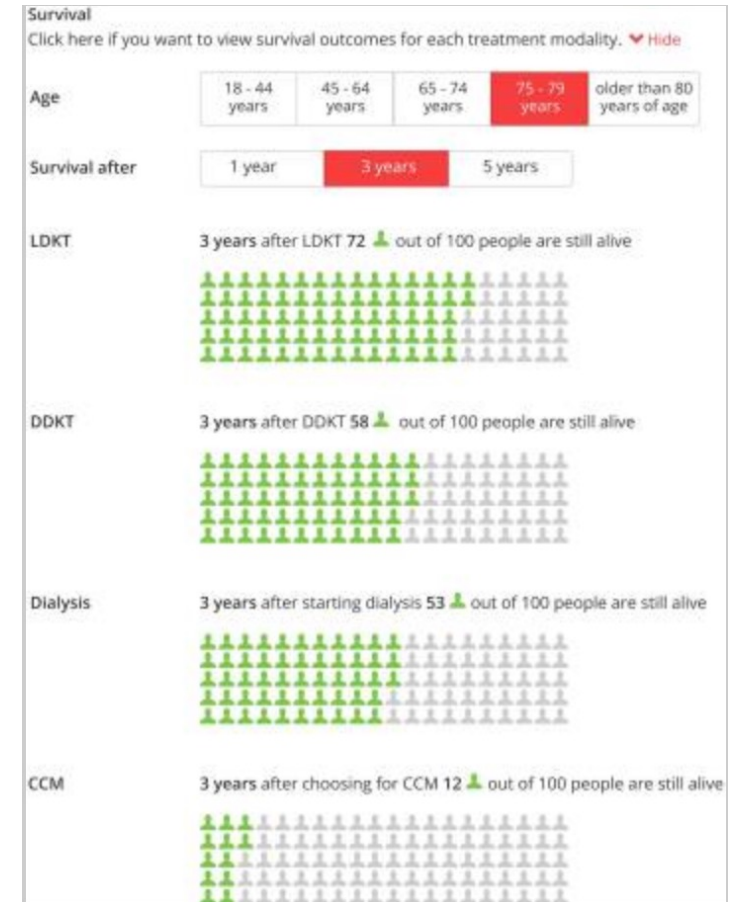 Survival
Click here if you want to view survival outcomes for each treatment modality. Hide
Age
18 - 44 years
45 - 64 years
65 - 74 years
75 - 79 years
older than 80 years of age
Survival after
1 year
3 years
5 years
LDKT
3 years after LDKT 72 out of 100 people are still alive
DDKT
3 years after DDKT 58 out of 100 people are still alive
Dialysis
3 years after starting dialysis 53 out of 100 people are still alive
CCM
3 years after choosing for CCM 12 out of 100 people are still alive